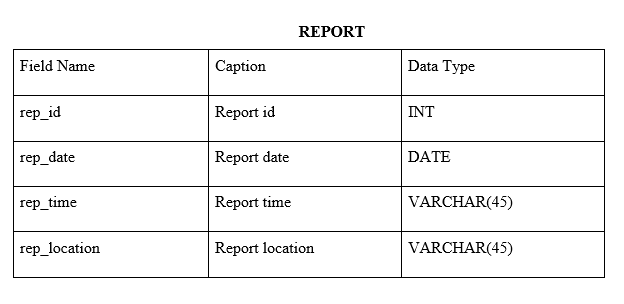 REPORT
Field Name Caption Data Type
rep_id Report id INT
rep_date Report date DATE
rep_time Report time VARCHAR(45)
rep_location Report location VARCHAR(45)